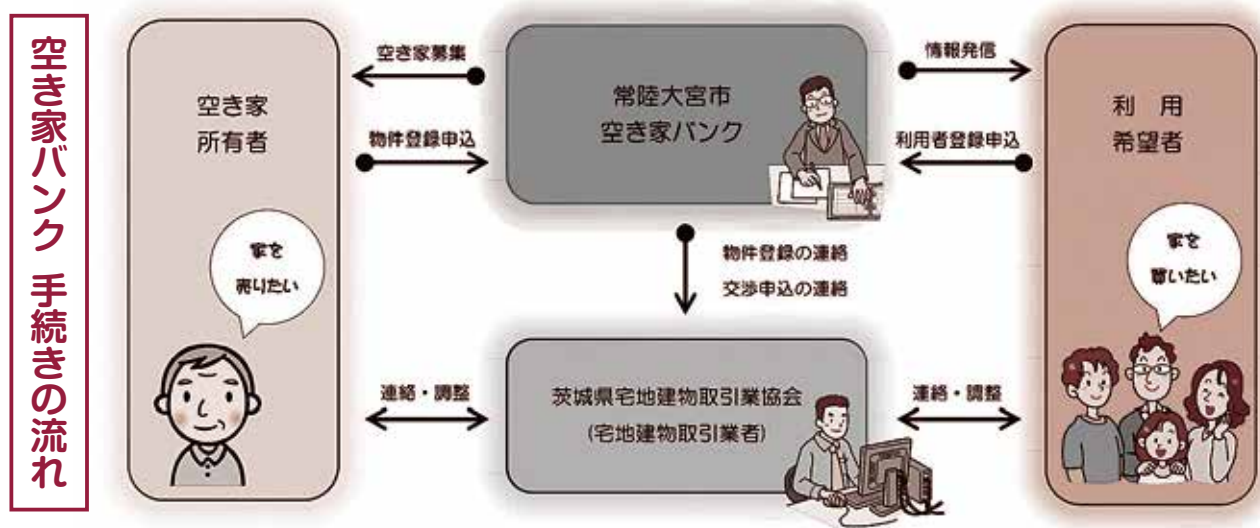 空き家バンク 手続きの流れ
空き家
所有者
家を
売りたい
空き家募集
物件登録申込
常陸大宮市
空き家バンク
情報発信
利用者登録申込
利 用
希望者
家を
買いたい
物件登録の連絡
交渉申込の連絡
連絡・調整
茨城県宅地建物取引業協会
(宅地建物取引業者)
連絡・調整